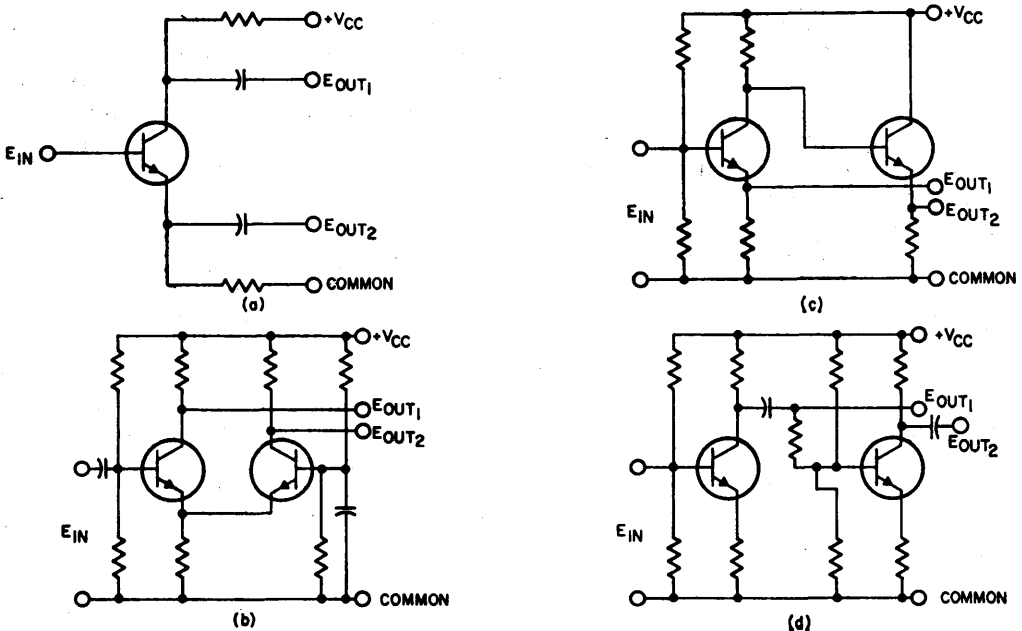 +VCC
EOUT1
EIN
EOUT2
COMMON
(a)
+VCC
EOUT1
EOUT2
EIN
COMMON
(c)
+VCC
EOUT1
EOUT2
EIN
COMMON
(b)
+VCC
EOUT1
EOUT2
EIN
COMMON
(d)